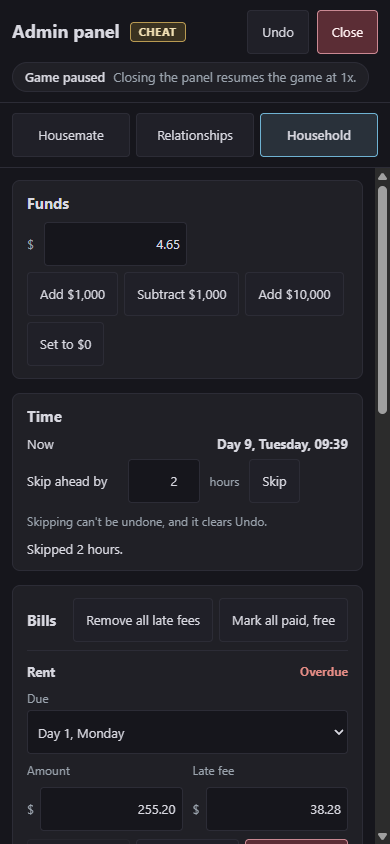 Admin panel CHEAT Undo Close
Game paused Closing the panel resumes the game at 1x.
Housemate Relationships Household
Funds
$ 4.65
Add $1,000 Subtract $1,000 Add $10,000
Set to $0
Time
Now Day 9, Tuesday, 09:39
Skip ahead by 2 hours Skip
Skipping can't be undone, and it clears Undo.
Skipped 2 hours.
Bills Remove all late fees Mark all paid, free
Rent Overdue
Due
Day 1, Monday
Amount Late fee
$ 255.20 $ 38.28